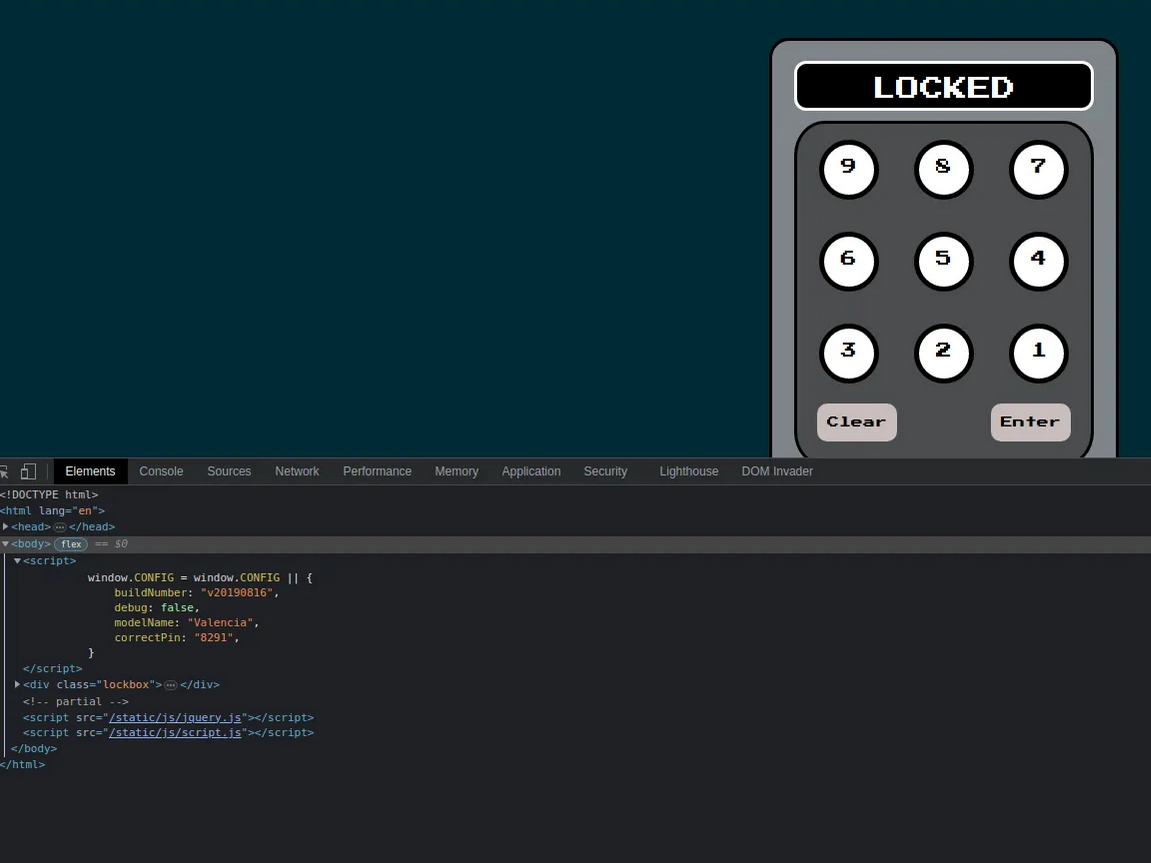 LOCKED
9 8 7
6 5 4
3 2 1
Clear Enter
Elements Console Sources Network Performance Memory Application Security Lighthouse DOM Invader
<!DOCTYPE html>
<html lang="en">
<head> ⋯ </head>
<body> flex == $0
<script>
window.CONFIG = window.CONFIG || {
buildNumber: "v20190816",
debug: false,
modelName: "Valencia",
correctPin: "8291",
}
</script>
<div class="lockbox"> ⋯ </div>
<!-- partial -->
<script src="/static/js/jquery.js"></script>
<script src="/static/js/script.js"></script>
</body>
</html>